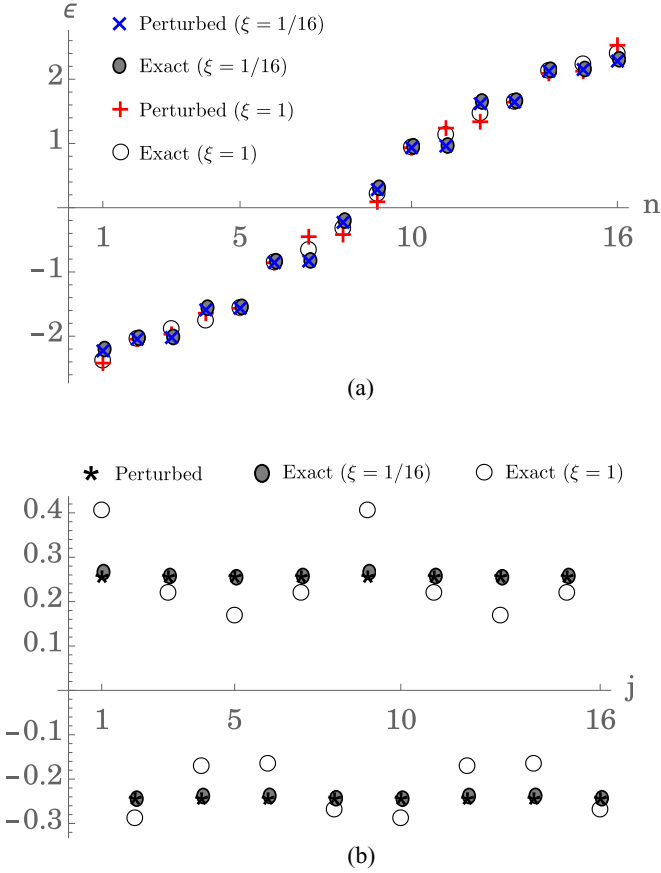 ϵ
Perturbed (ξ = 1/16)
Exact (ξ = 1/16)
Perturbed (ξ = 1)
Exact (ξ = 1)
2
1
n
1 5 10 16
−1
−2
(a)
Perturbed Exact (ξ = 1/16) Exact (ξ = 1)
0.4
0.3
0.2
0.1
j
1 5 10 16
−0.1
−0.2
−0.3
(b)